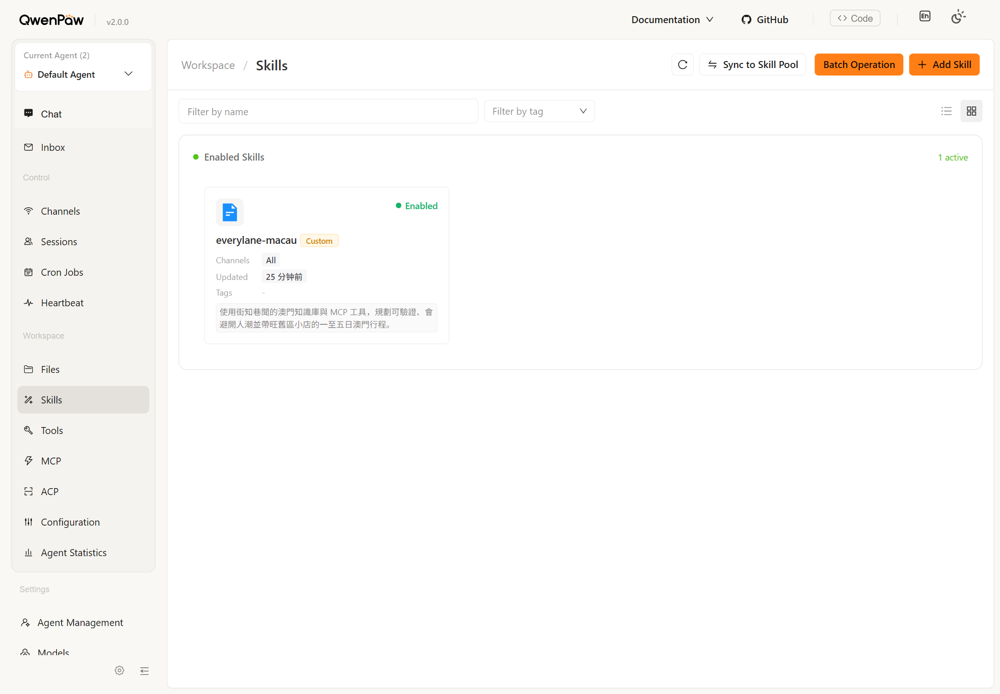 QwenPaw
v2.0.0
Documentation
GitHub
<> Code
En
Current Agent (2)
Default Agent
Chat
Inbox
Control
Channels
Sessions
Cron Jobs
Heartbeat
Workspace
Files
Skills
Tools
MCP
ACP
Configuration
Agent Statistics
Settings
Agent Management
Models
Workspace / Skills
Sync to Skill Pool
Batch Operation
+ Add Skill
Filter by name
Filter by tag
Enabled Skills
1 active
Enabled
everylane-macau Custom
Channels All
Updated 25 分钟前
Tags -
使用街知巷聞的澳門知識庫與 MCP 工具，規劃可驗證、會
避開人潮並帶旺舊區小店的一至五日澳門行程。